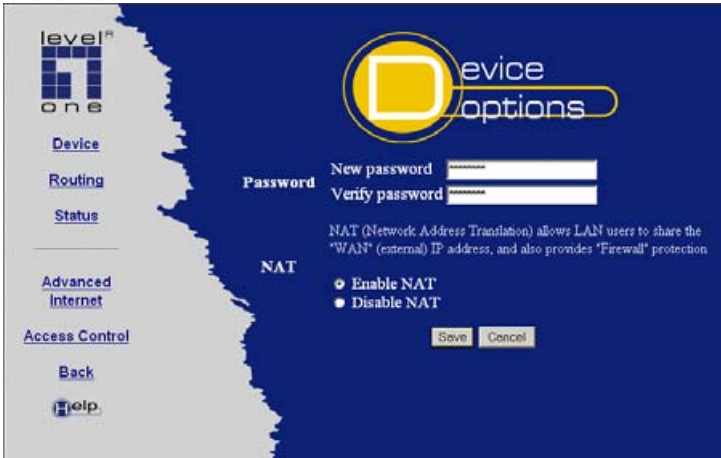 level®
one
Device
Routing
Status
Advanced
Internet
Access Control
Back
Help
Device
options
Password
New password ********
Verify password ********
NAT (Network Address Translation) allows LAN users to share the
"WAN" (external) IP address, and also provides "Firewall" protection
NAT
Enable NAT
Disable NAT
Save
Cancel